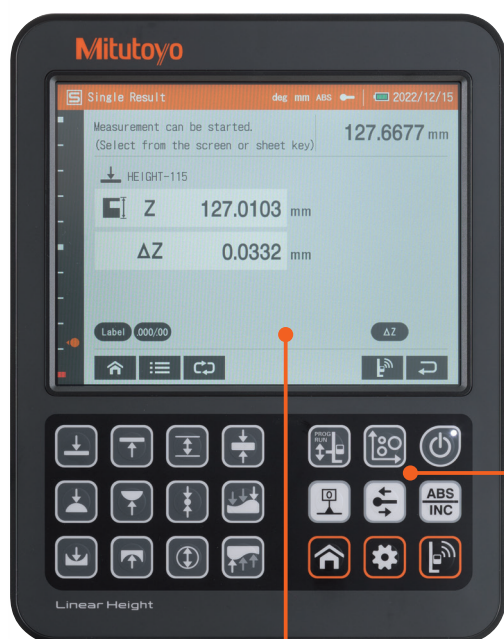 Mitutoyo
Single Result deg mm ABS 2022/12/15
Measurement can be started.
(Select from the screen or sheet key)
127.6677 mm
HEIGHT-115
Z 127.0103 mm
ΔZ 0.0332 mm
Label .000/.00 ΔZ
PROG
RUN
0
ABS
INC
Linear Height